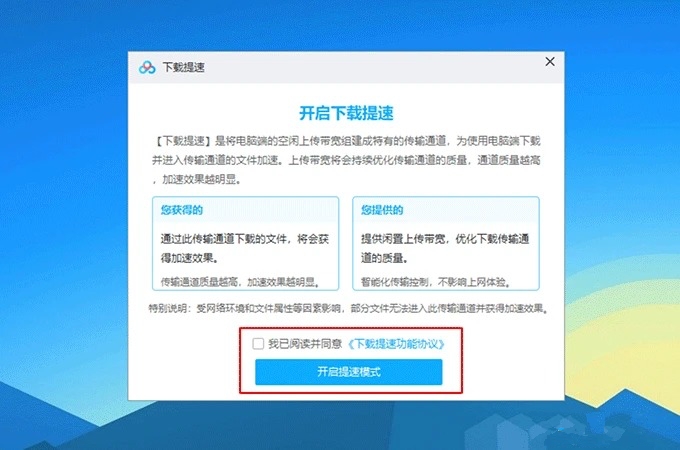 下载提速
开启下载提速
【下载提速】是将电脑端的空闲上传带宽组建成特有的传输通道，为使用电脑端下载
并进入传输通道的文件加速。上传带宽将会持续优化传输通道的质量，通道质量越高
，加速效果越明显。
您获得的
通过此传输通道下载的文件，将会获
得加速效果。
传输通道质量越高，加速效果越明显。
您提供的
提供闲置上传带宽，优化下载传输通
道的质量。
智能化传输控制，不影响上网体验。
特别说明：受网络环境和文件属性等因素影响，部分文件无法进入此传输通道并获得加速效果。
我已阅读并同意《下载提速功能协议》
开启提速模式